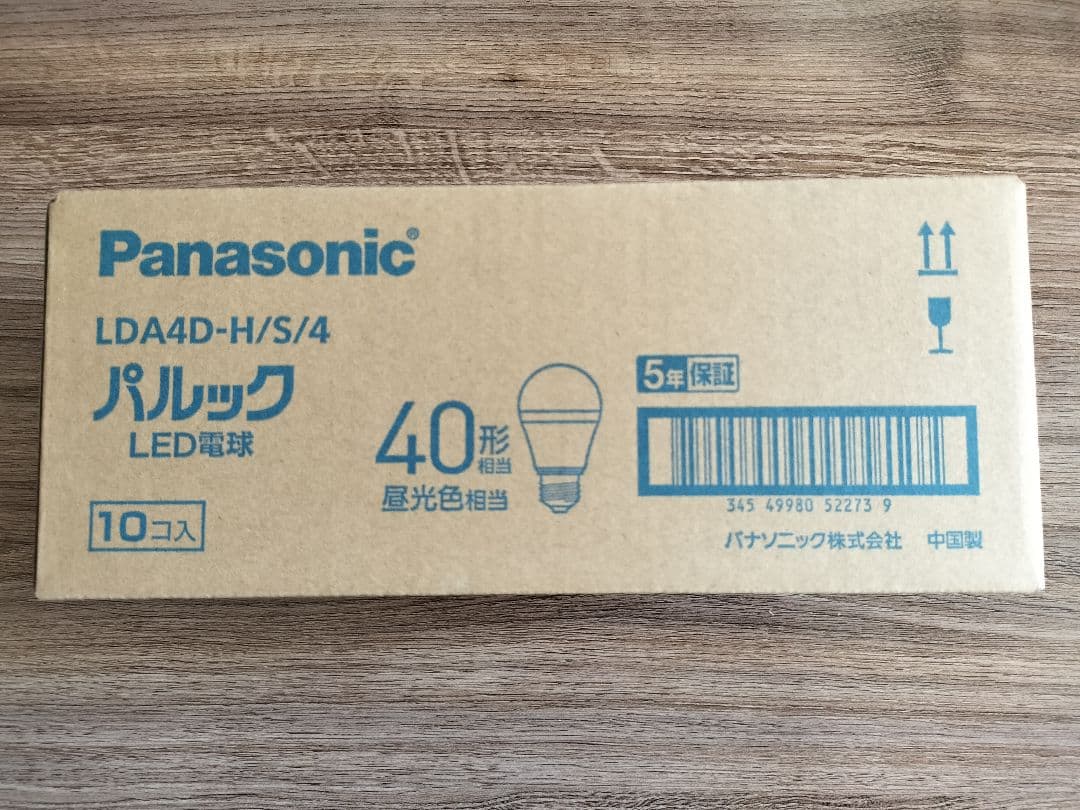 Panasonic®
LDA4D-H/S/4
パルック
LED電球
10コ入
40形相当
昼光色相当
5年保証
345 49980 52273 9
パナソニック株式会社 中国製